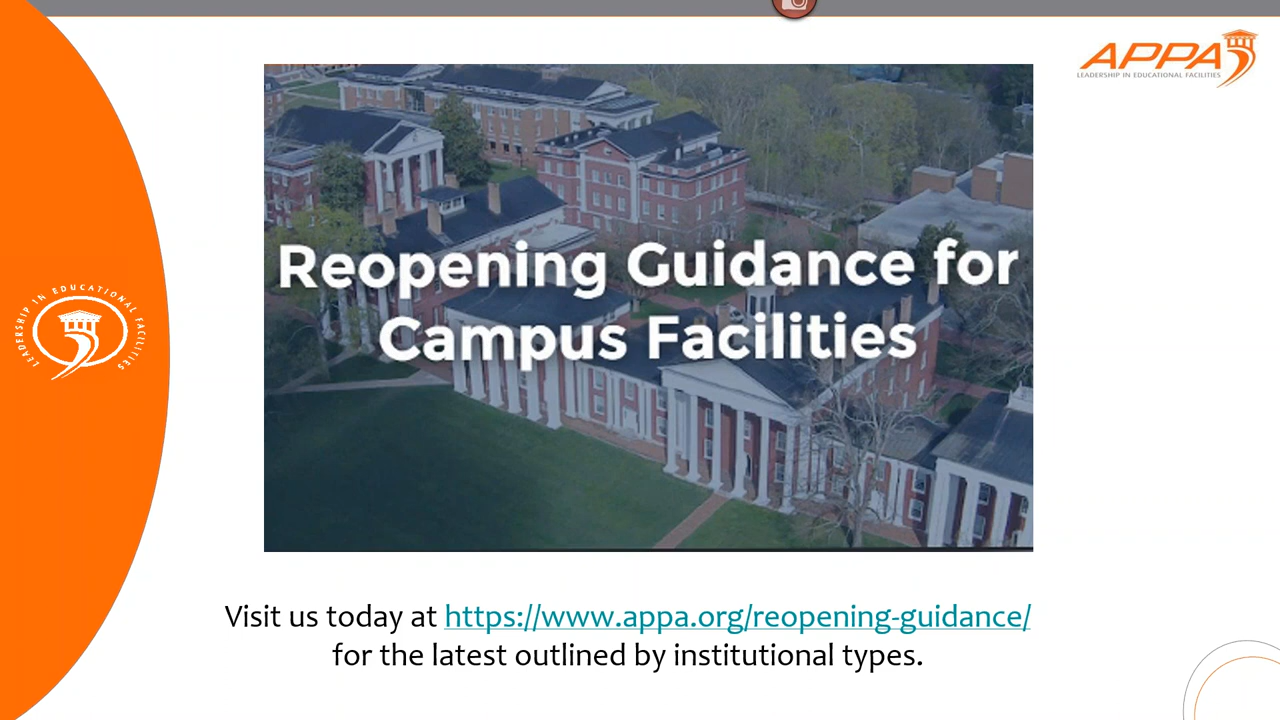 APPA
LEADERSHIP IN EDUCATIONAL FACILITIES
Reopening Guidance for
Campus Facilities
LEADERSHIP IN EDUCATIONAL FACILITIES
Visit us today at https://www.appa.org/reopening-guidance/
for the latest outlined by institutional types.